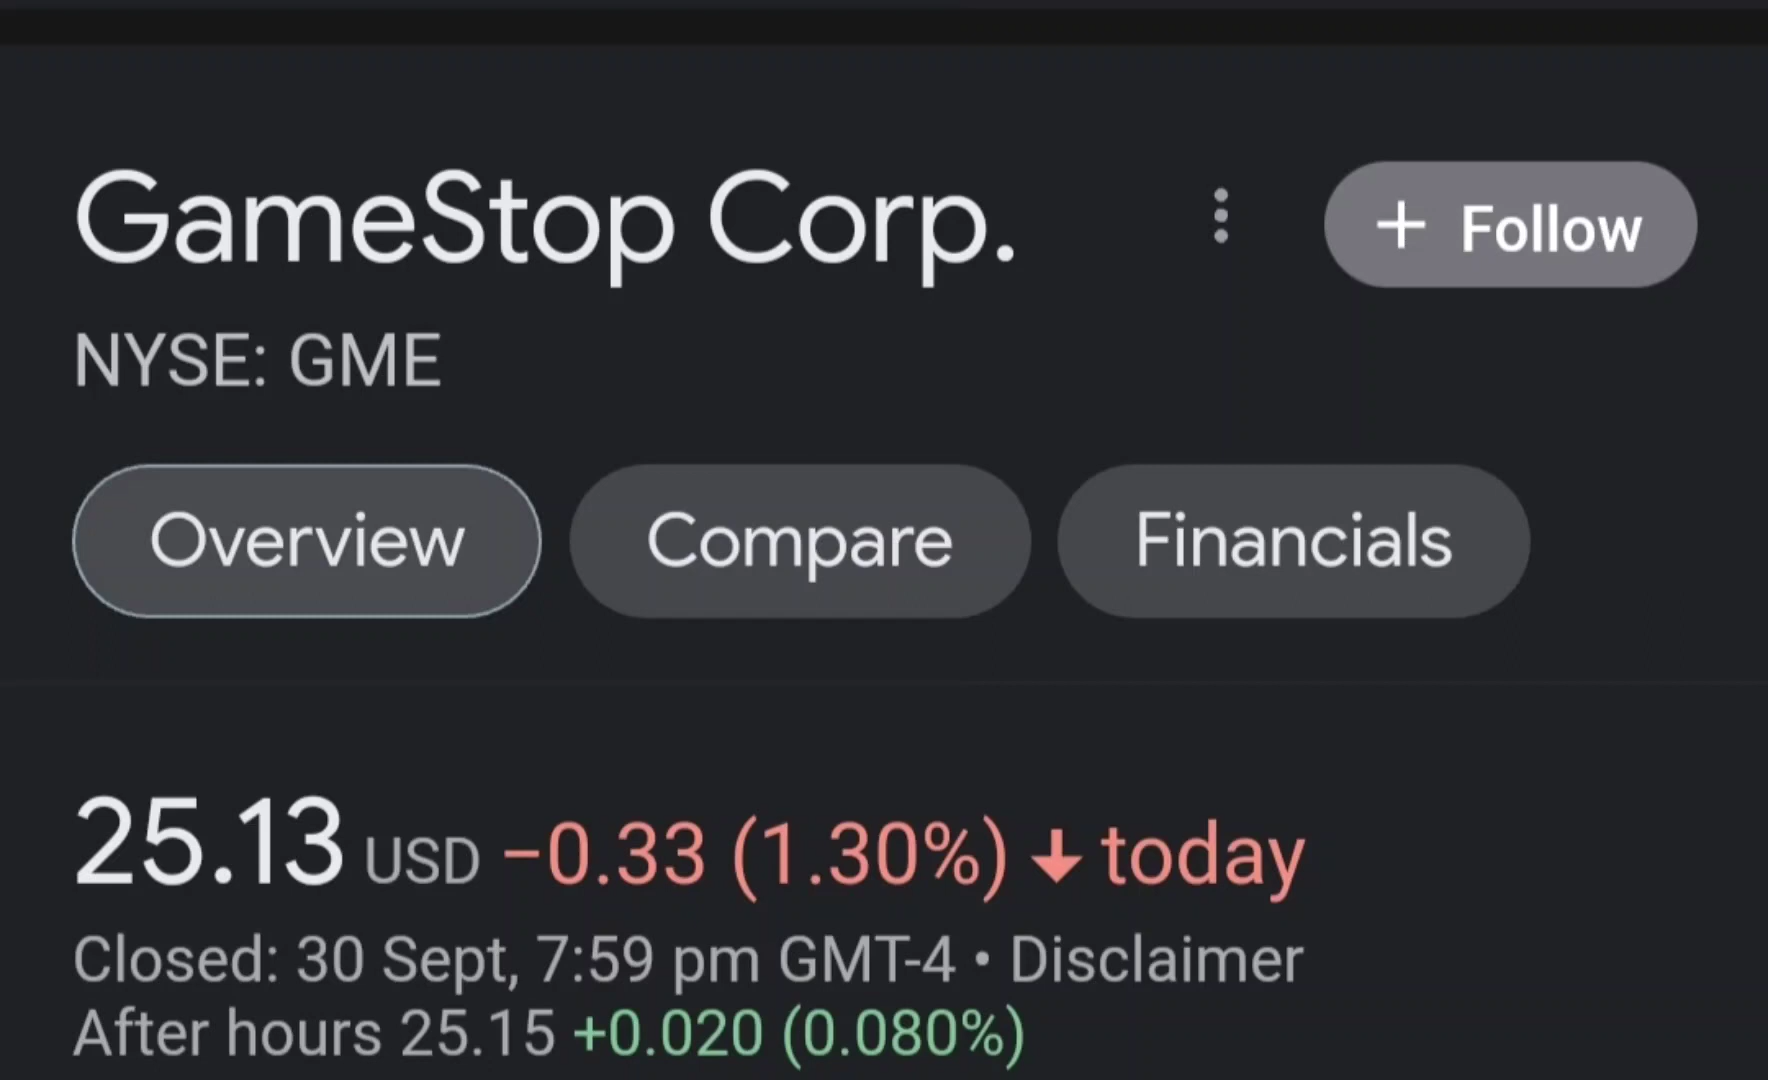 GameStop Corp.
+ Follow
NYSE: GME
Overview Compare Financials
25.13 USD −0.33 (1.30%) ↓ today
Closed: 30 Sept, 7:59 pm GMT-4 • Disclaimer
After hours 25.15 +0.020 (0.080%)